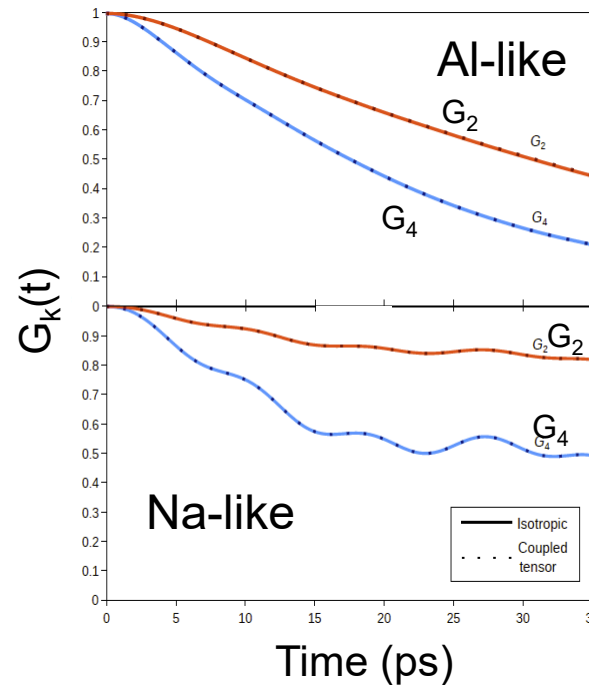 1
0.9
0.8
0.7
0.6
0.5
0.4
0.3
0.2
0.1
0
Al-like
G₂
G₂
G₄
G₄
Gₖ(t)
0.9
0.8
0.7
0.6
0.5
0.4
0.3
0.2
0.1
0
G₂
G₂
G₄
G₄
Na-like
Isotropic
Coupled
tensor
0 5 10 15 20 25 30 35
Time (ps)